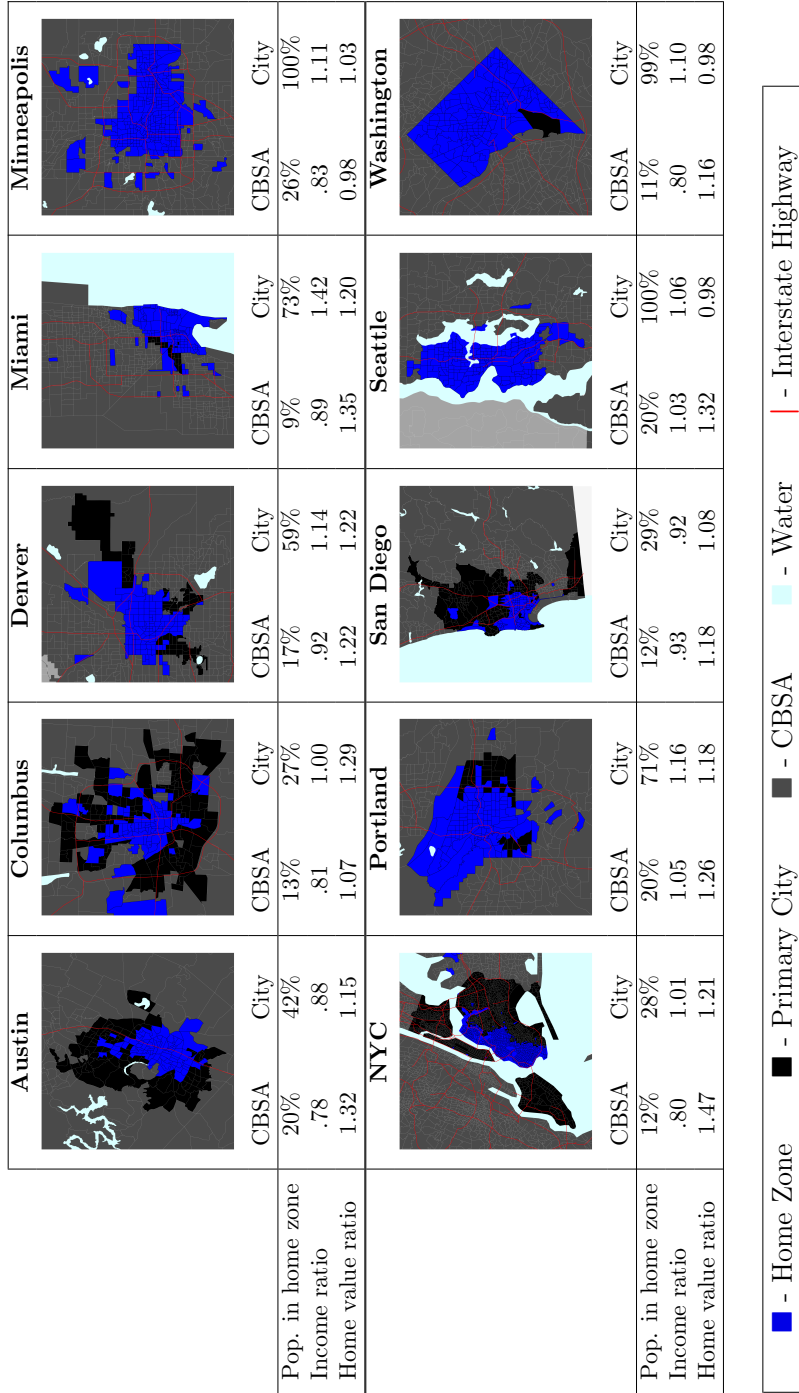 Austin Columbus Denver Miami Minneapolis
CBSA City CBSA City CBSA City CBSA City CBSA City
Pop. in home zone 20% 42% 13% 27% 17% 59% 9% 73% 26% 100%
Income ratio .78 .88 .81 1.00 .92 1.14 .89 1.42 .83 1.11
Home value ratio 1.32 1.15 1.07 1.29 1.22 1.22 1.35 1.20 0.98 1.03
NYC Portland San Diego Seattle Washington
CBSA City CBSA City CBSA City CBSA City CBSA City
Pop. in home zone 12% 28% 20% 71% 12% 29% 20% 100% 11% 99%
Income ratio .80 1.01 1.05 1.16 .93 .92 1.03 1.06 .80 1.10
Home value ratio 1.47 1.21 1.26 1.18 1.18 1.08 1.32 0.98 1.16 0.98
- Home Zone - Primary City - CBSA - Water - Interstate Highway